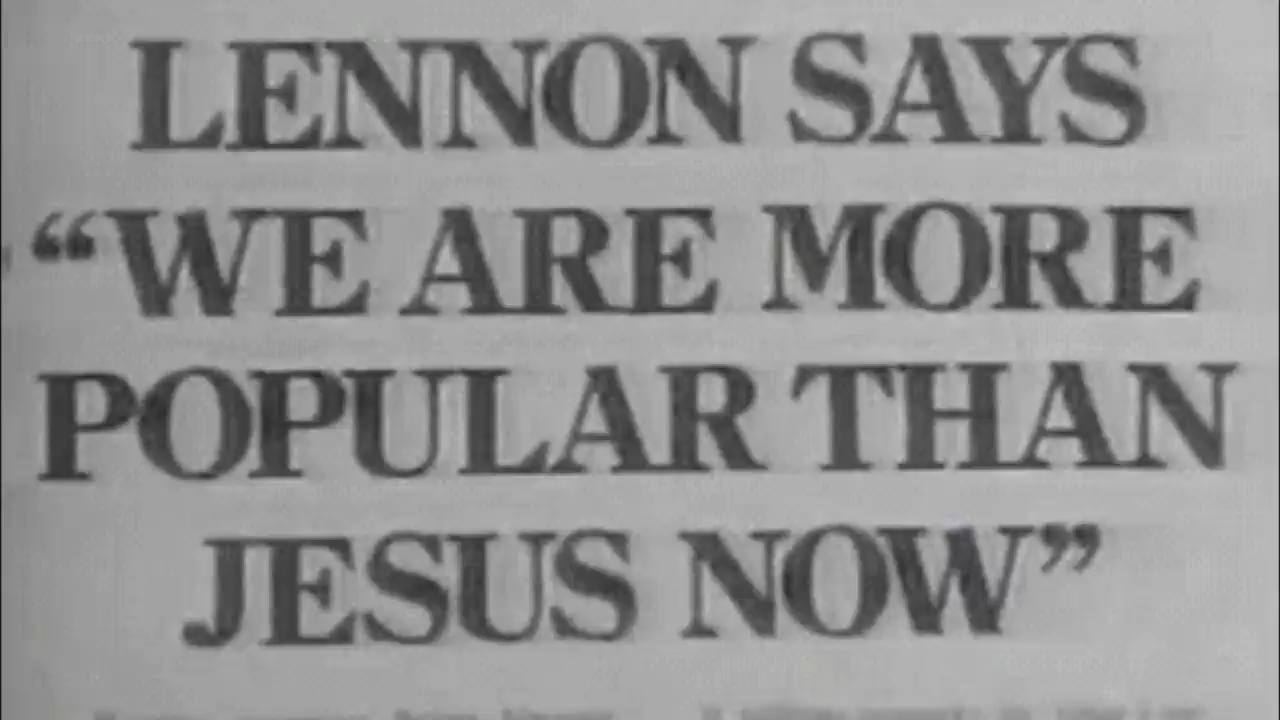 LENNON SAYS
“WE ARE MORE
POPULAR THAN
JESUS NOW”